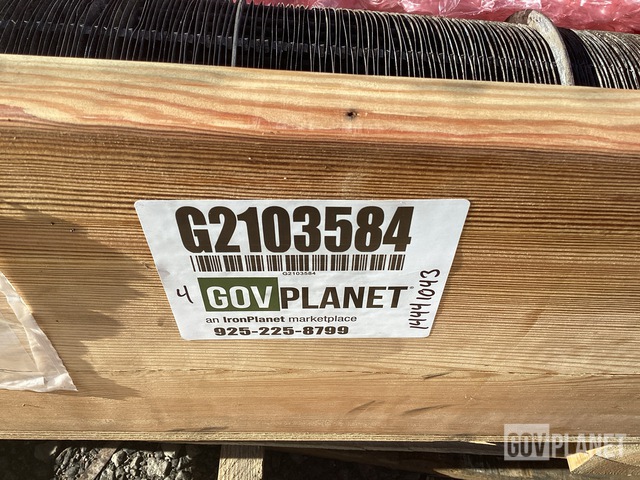 G2103584
G2103584
4
GOVPLANET
14441043
an IronPlanet marketplace
925-225-8799
GOVPLANET